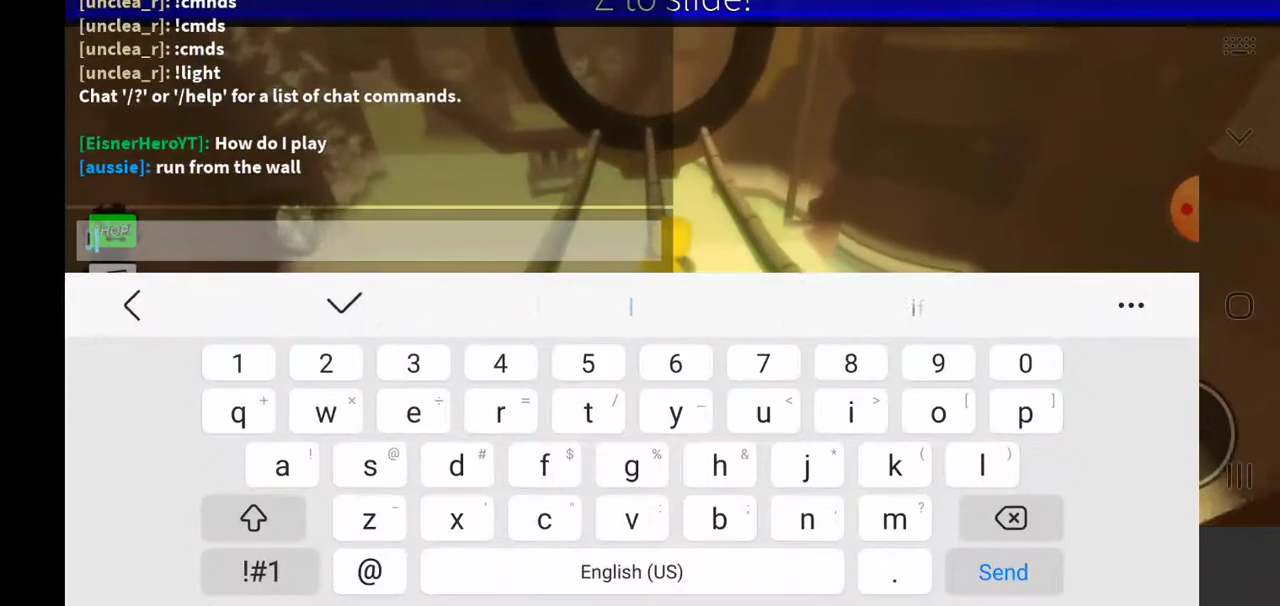 Z to slide!
[unclea_r]: !cmnds
[unclea_r]: !cmds
[unclea_r]: :cmds
[unclea_r]: !light
Chat '/?' or '/help' for a list of chat commands.
[EisnerHeroYT]: How do I play
[aussie]: run from the wall
HOP
I if
1 2 3 4 5 6 7 8 9 0
q + w × e ÷ r = t / y _ u < i > o [ p ]
a ! s @ d # f $ g % h & j * k ( l )
z - x ' c " v : b ; n , m ?
!#1 @ English (US) . Send